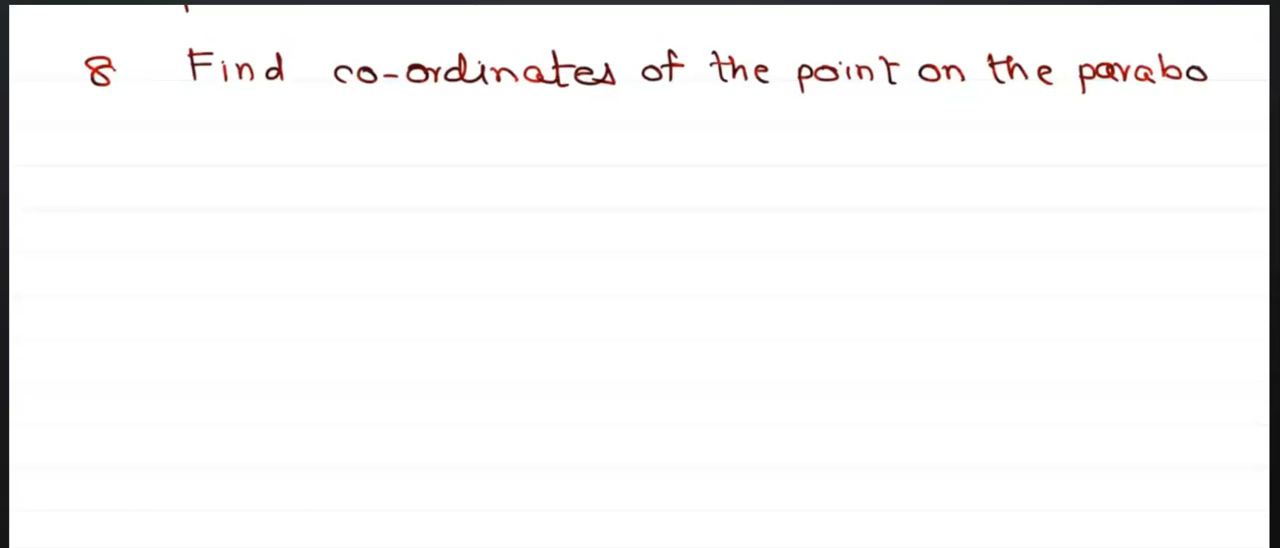 8 Find co-ordinates of the point on the parabo